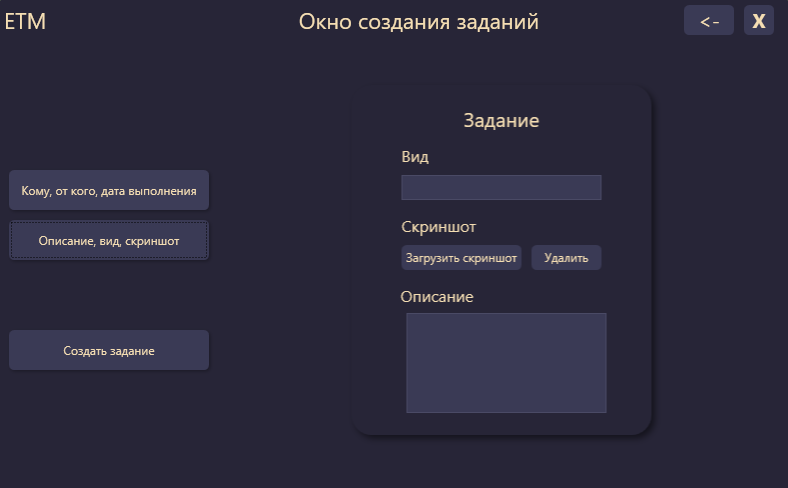 ETM
Окно создания заданий
<-
X
Задание
Вид
Кому, от кого, дата выполнения
Описание, вид, скриншот
Скриншот
Загрузить скриншот
Удалить
Описание
Создать задание